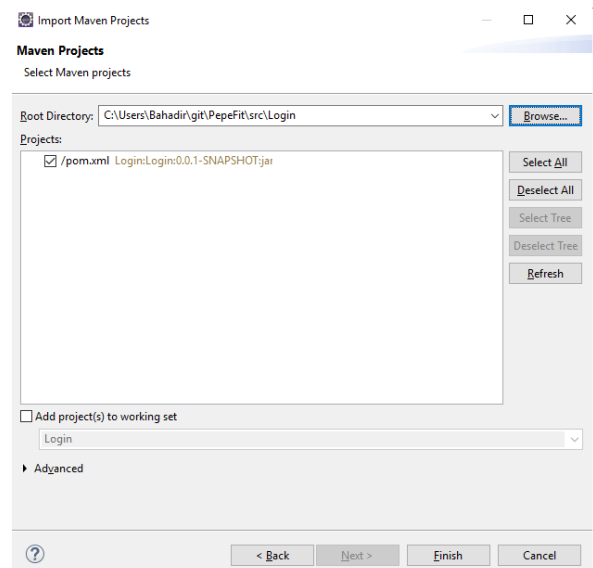 Import Maven Projects
Maven Projects
Select Maven projects
Root Directory: C:\Users\Bahadir\git\PepeFit\src\Login Browse...
Projects:
/pom.xml Login:Login:0.0.1-SNAPSHOT:jar
Select All
Deselect All
Select Tree
Deselect Tree
Refresh
Add project(s) to working set
Login
Advanced
? < Back Next > Finish Cancel